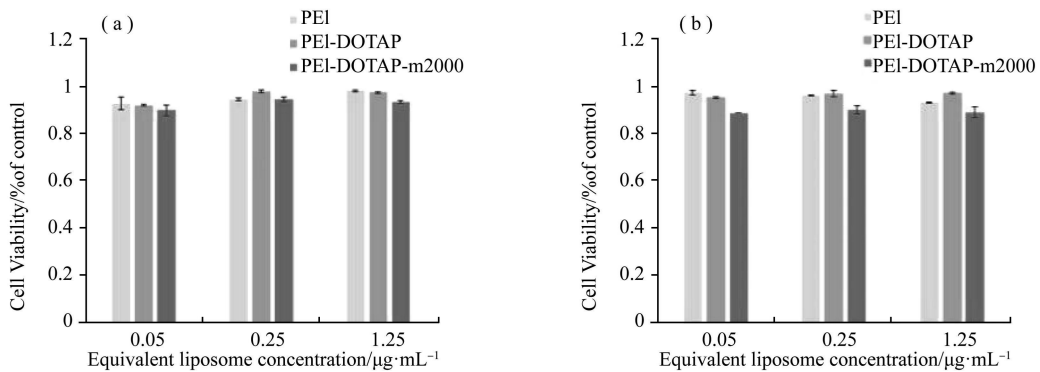 ( a )
PEl
PEl-DOTAP
PEl-DOTAP-m2000
1.2
1
0.8
0.6
0.4
0.2
0
Cell Viability/%of control
0.05
0.25
1.25
Equivalent liposome concentration/μg·mL⁻¹
( b )
PEl
PEl-DOTAP
PEl-DOTAP-m2000
1.2
1
0.8
0.6
0.4
0.2
0
Cell Viability/%of control
0.05
0.25
1.25
Equivalent liposome concentration/μg·mL⁻¹